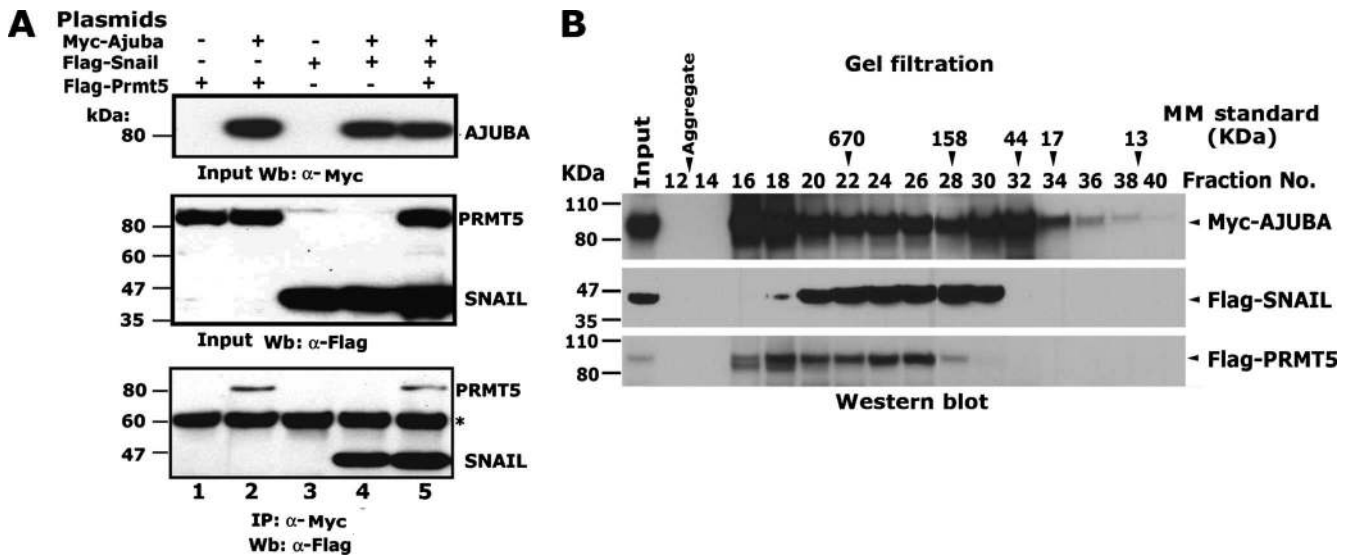 A
Plasmids
Myc-Ajuba - + - + +
Flag-Snail - - + + +
Flag-Prmt5 + + - - +
kDa:
80
AJUBA
Input Wb: α-Myc
80
60
47
35
PRMT5
SNAIL
Input Wb: α-Flag
80
60
47
PRMT5
*
SNAIL
1 2 3 4 5
IP: α-Myc
Wb: α-Flag
B
Gel filtration
MM standard
(KDa)
Aggregate
670 158 44 17 13
KDa
Input
12 14 16 18 20 22 24 26 28 30 32 34 36 38 40 Fraction No.
110
80
Myc-AJUBA
47
35
Flag-SNAIL
110
80
Flag-PRMT5
Western blot